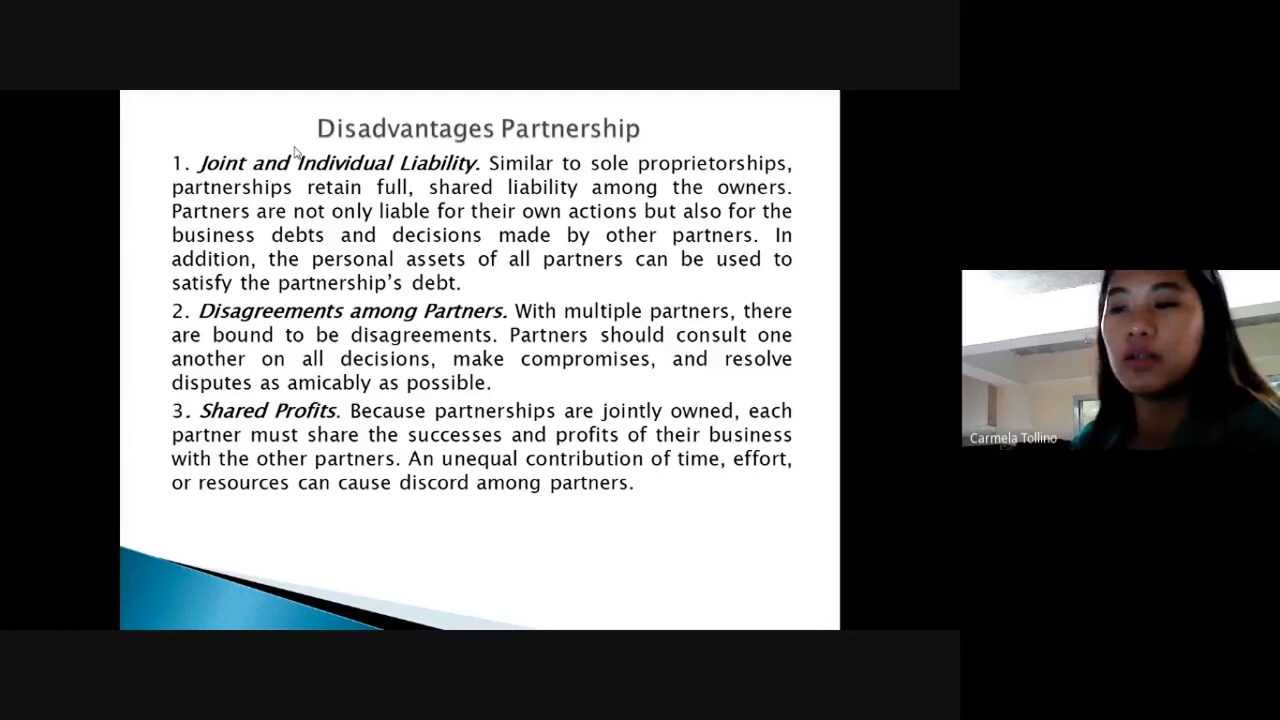 Disadvantages Partnership
1. Joint and Individual Liability. Similar to sole proprietorships,
partnerships retain full, shared liability among the owners.
Partners are not only liable for their own actions but also for the
business debts and decisions made by other partners. In
addition, the personal assets of all partners can be used to
satisfy the partnership's debt.
2. Disagreements among Partners. With multiple partners, there
are bound to be disagreements. Partners should consult one
another on all decisions, make compromises, and resolve
disputes as amicably as possible.
3. Shared Profits. Because partnerships are jointly owned, each
partner must share the successes and profits of their business
with the other partners. An unequal contribution of time, effort,
or resources can cause discord among partners.
Carmela Tollino